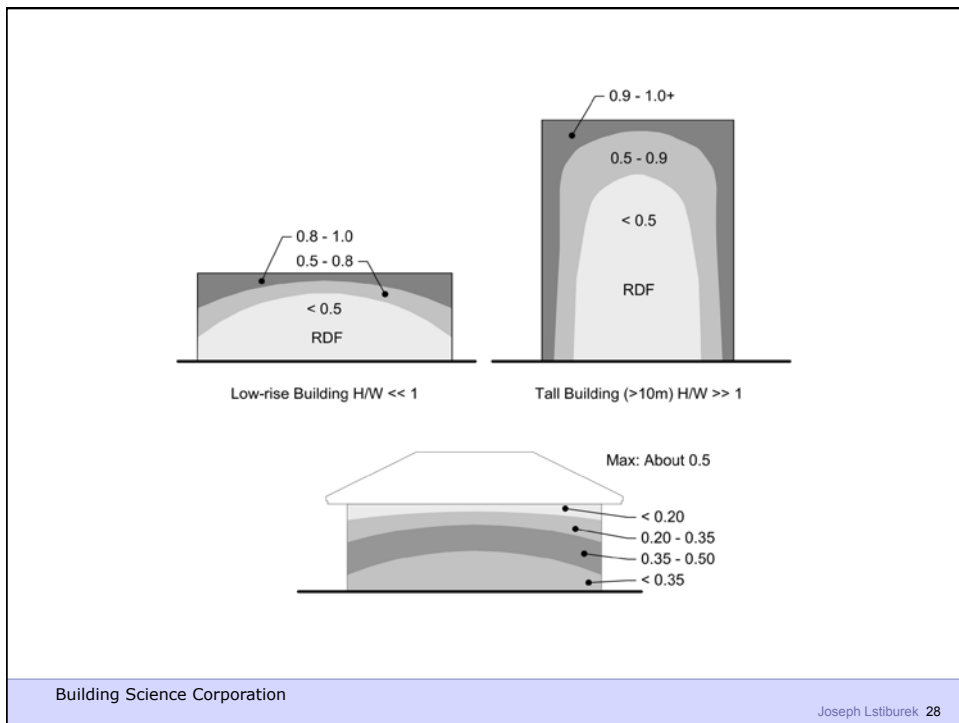 0.9 - 1.0+
0.5 - 0.9
< 0.5
RDF
0.8 - 1.0
0.5 - 0.8
< 0.5
RDF
Low-rise Building H/W << 1
Tall Building (>10m) H/W >> 1
Max: About 0.5
< 0.20
0.20 - 0.35
0.35 - 0.50
< 0.35
Building Science Corporation
Joseph Lstiburek 28